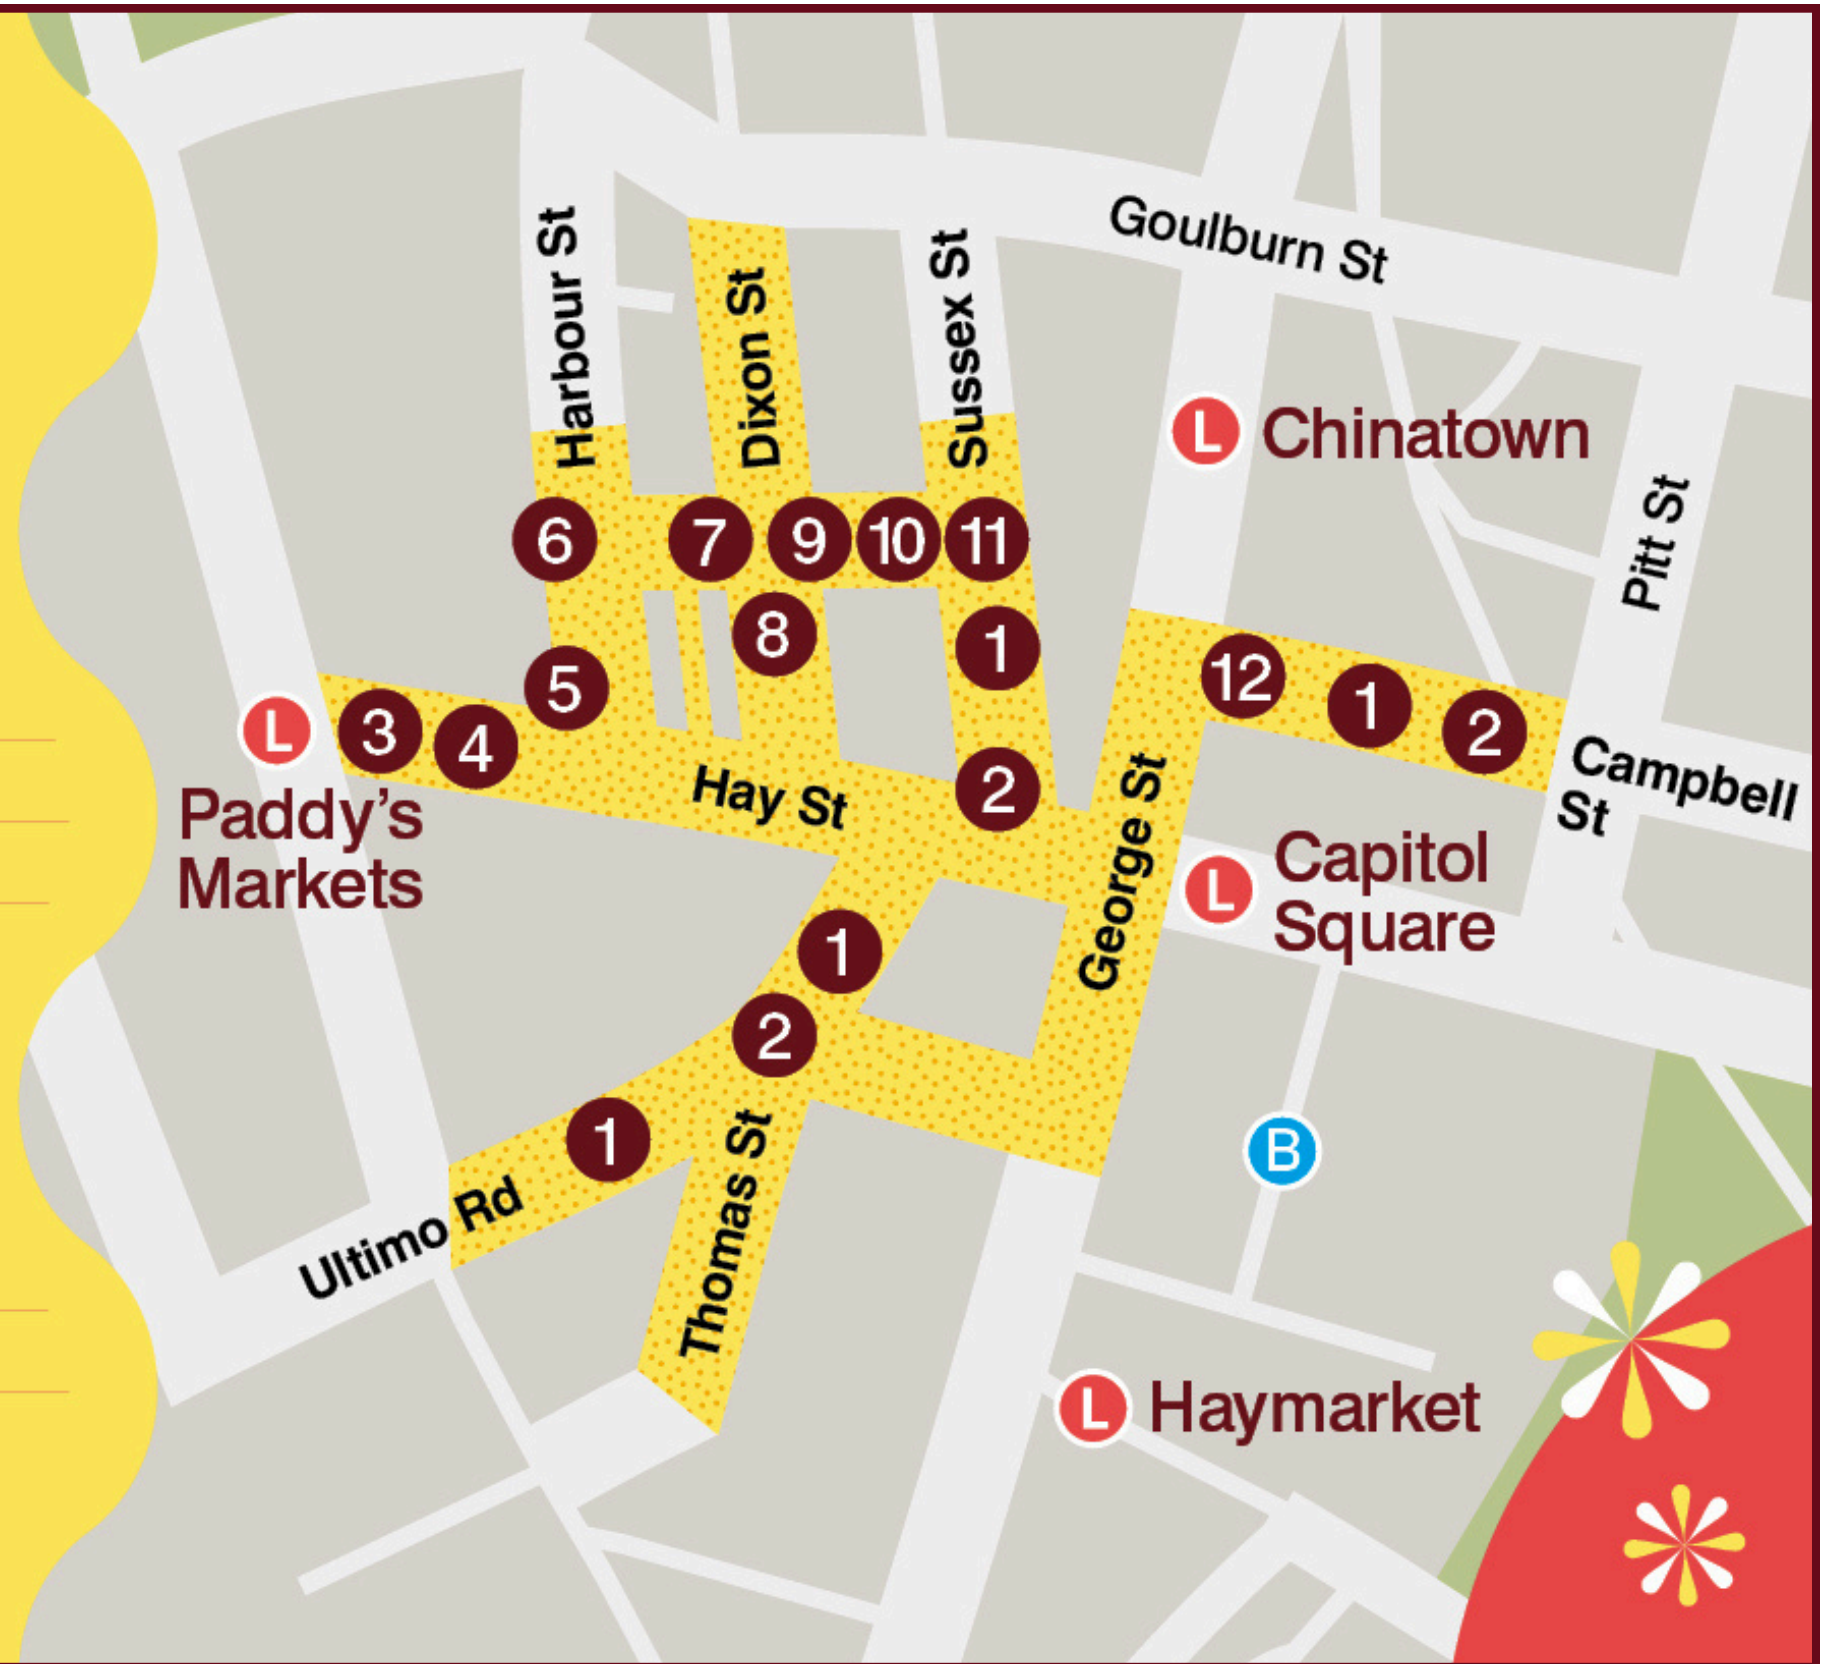 Goulburn St
Harbour St
Dixon St
Sussex St
L Chinatown
Pitt St
6
7
9
10
11
8
1
12
1
2
5
L
3
4
Paddy's
Markets
Hay St
2
George St
Campbell
St
L
Capitol
Square
1
2
1
B
Ultimo Rd
Thomas St
L Haymarket